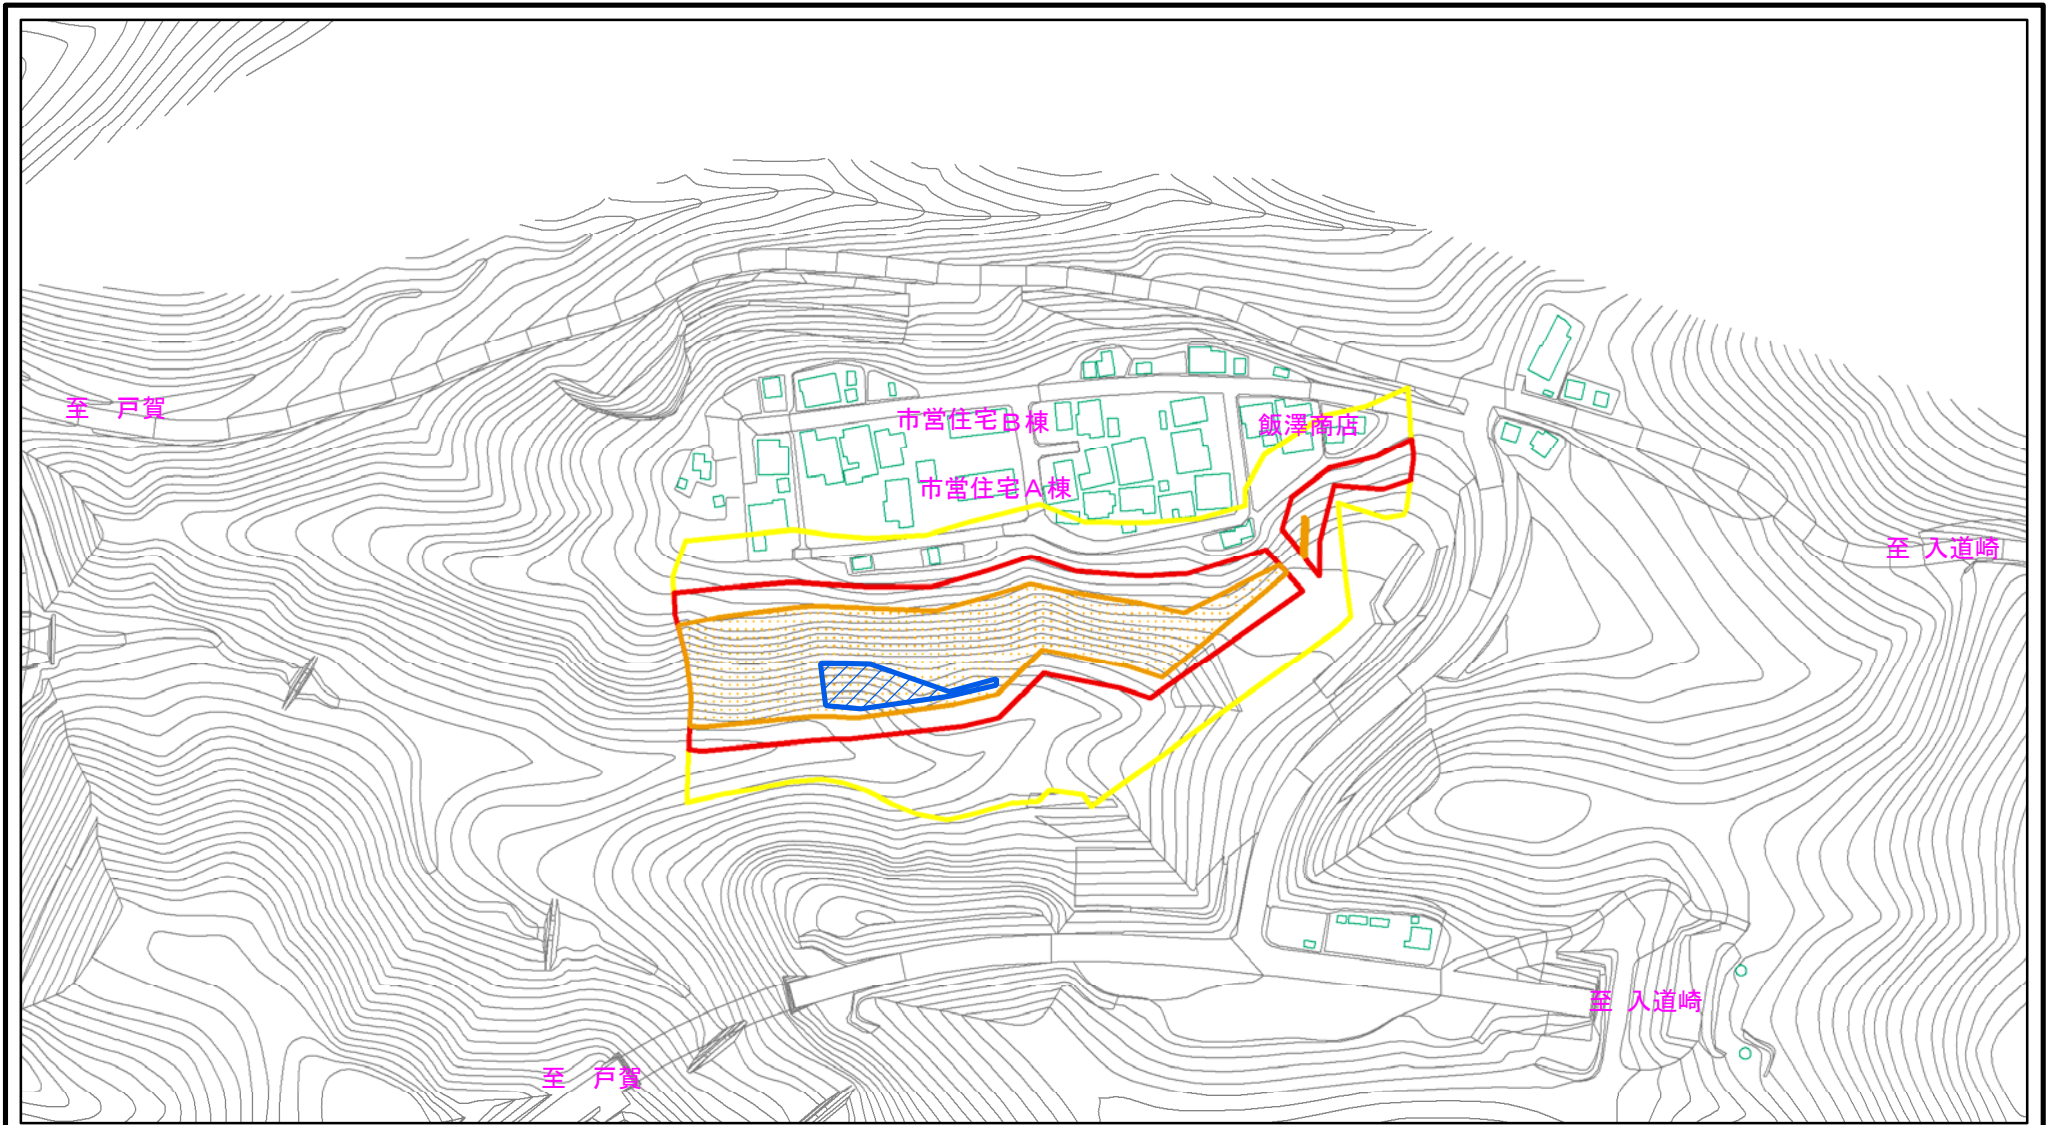 至　戸賀
市営住宅Ｂ棟
飯澤商店
市営住宅Ａ棟
至 入道崎
至 入道崎
至　戸賀